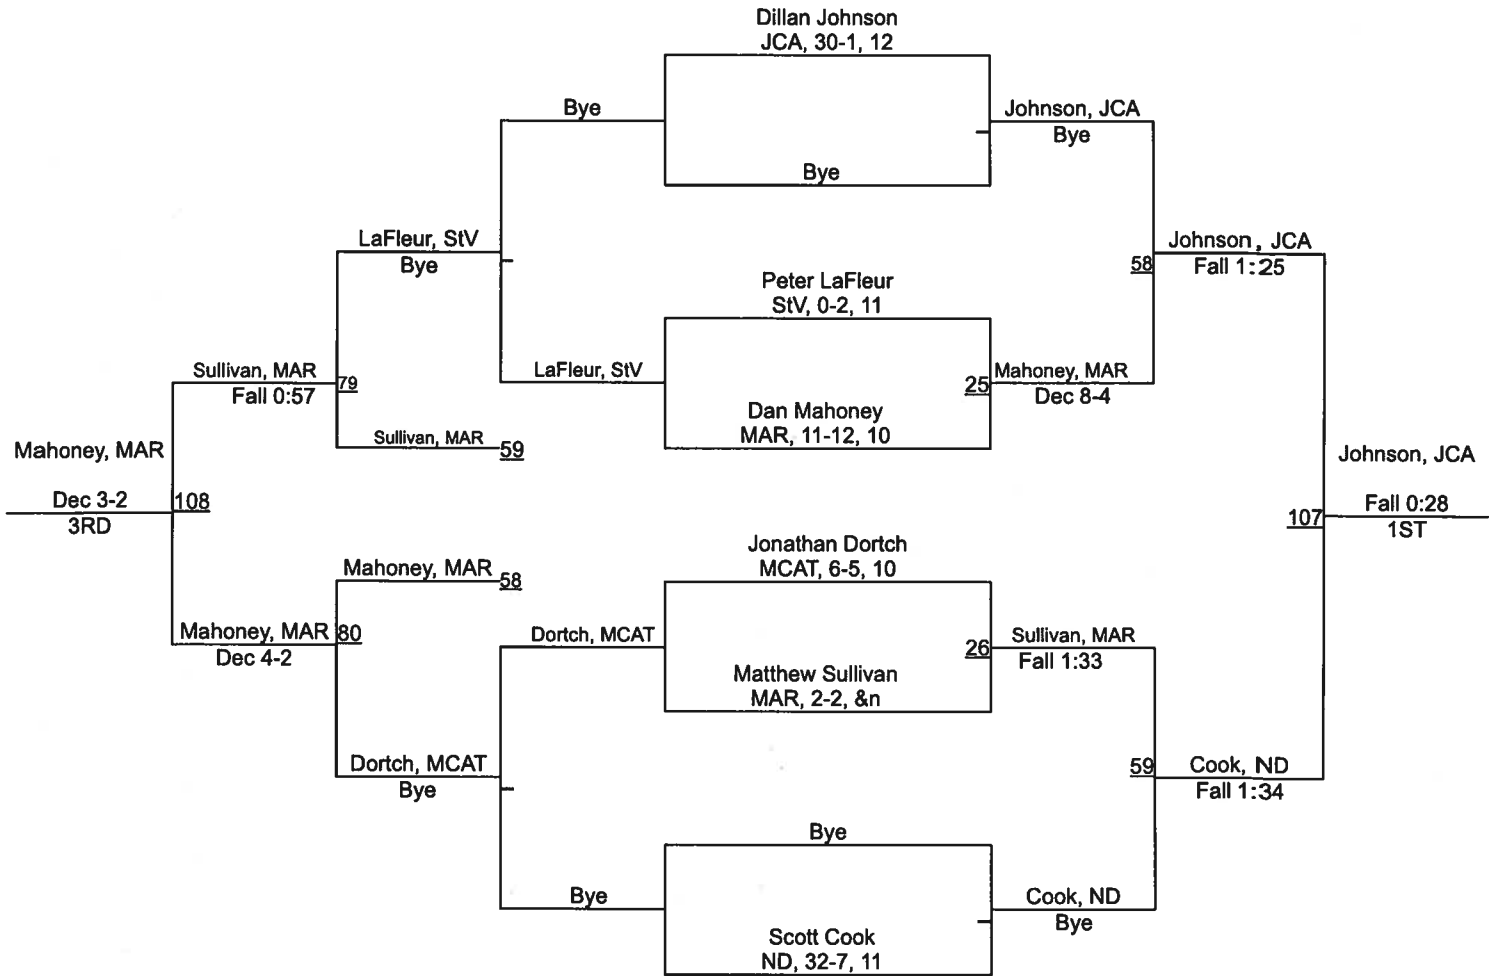 Dillan Johnson
JCA, 30-1, 12
Bye
Johnson, JCA
Bye
Bye
LaFleur, StV
Bye
Johnson, JCA
58
Fall 1:25
Peter LaFleur
StV, 0-2, 11
Sullivan, MAR
79
Fall 0:57
LaFleur, StV
25
Mahoney, MAR
Dec 8-4
Dan Mahoney
MAR, 11-12, 10
Sullivan, MAR
59
Mahoney, MAR
Johnson, JCA
Dec 3-2
108
3RD
Fall 0:28
107
1ST
Jonathan Dortch
MCAT, 6-5, 10
Mahoney, MAR
58
Mahoney, MAR
80
Dec 4-2
Dortch, MCAT
26
Sullivan, MAR
Fall 1:33
Matthew Sullivan
MAR, 2-2, &n
Dortch, MCAT
Bye
59
Cook, ND
Fall 1:34
Bye
Bye
Cook, ND
Bye
Scott Cook
ND, 32-7, 11